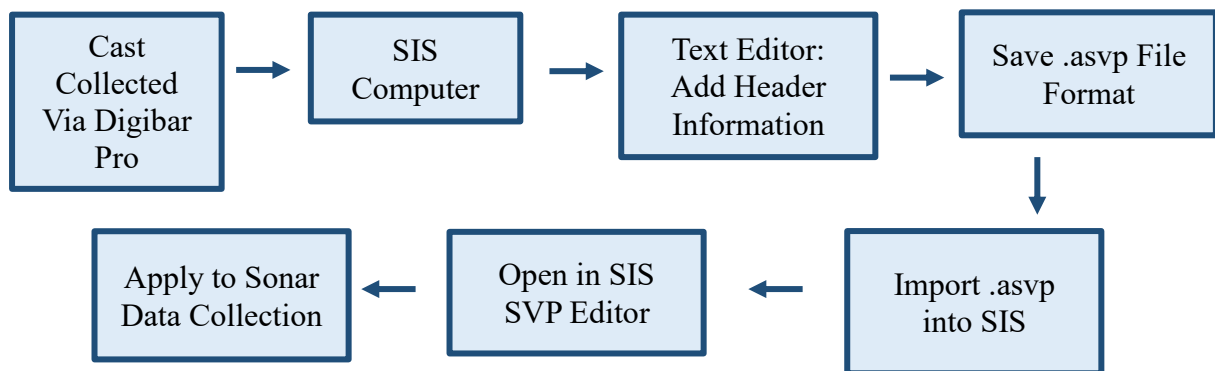 Cast
Collected
Via Digibar
Pro
SIS
Computer
Text Editor:
Add Header
Information
Save .asvp File
Format
Import .asvp
into SIS
Open in SIS
SVP Editor
Apply to Sonar
Data Collection